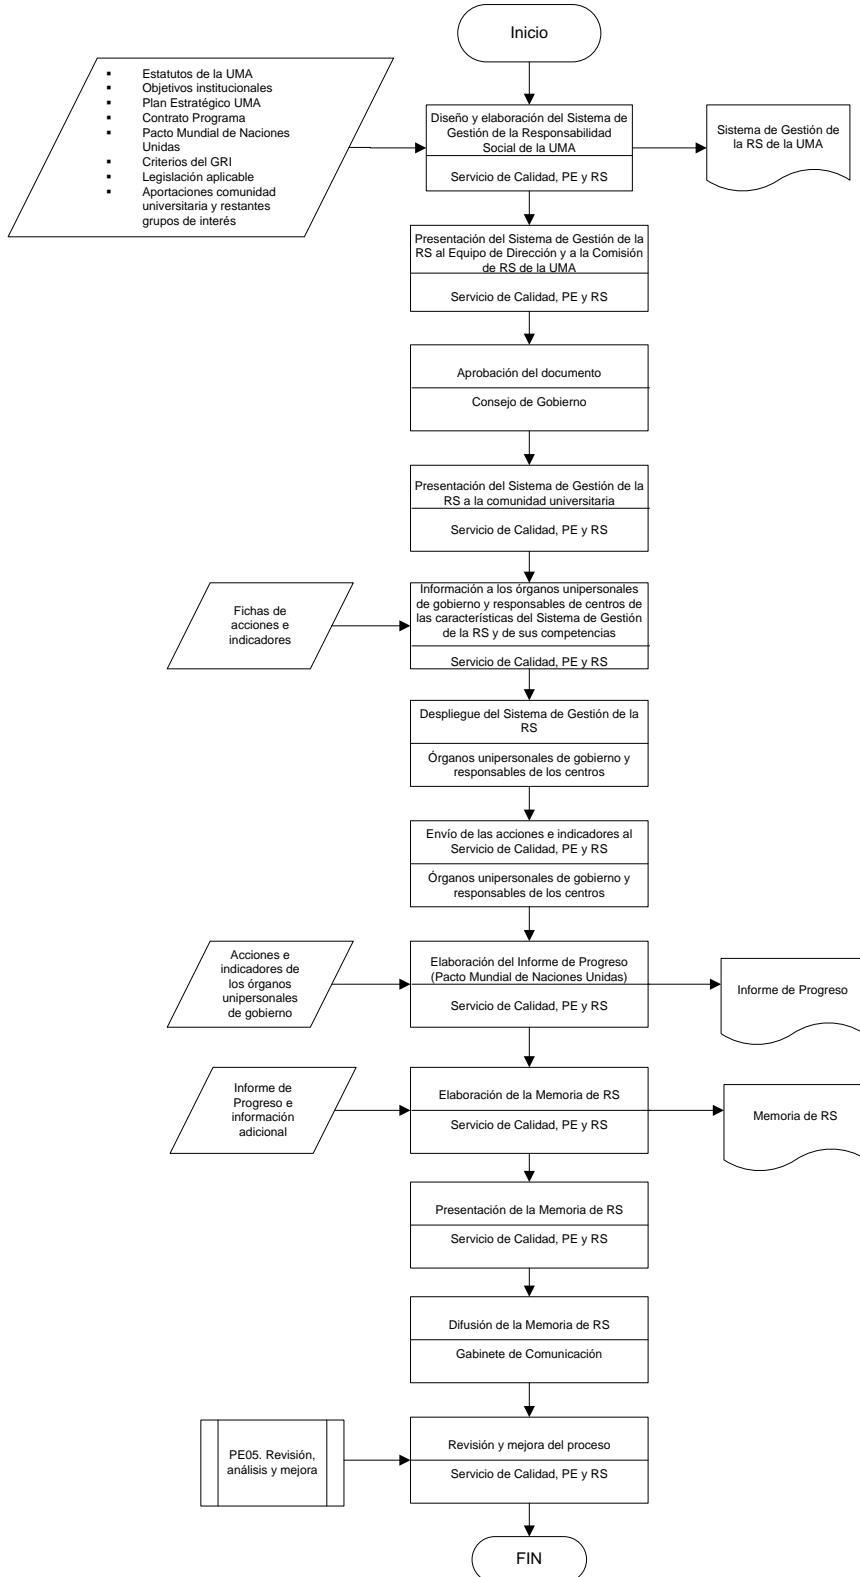 Inicio
▪ Estatutos de la UMA
▪ Objetivos institucionales
▪ Plan Estratégico UMA
▪ Contrato Programa
▪ Pacto Mundial de Naciones
Unidas
▪ Criterios del GRI
▪ Legislación aplicable
▪ Aportaciones comunidad
universitaria y restantes
grupos de interés
Diseño y elaboración del Sistema de
Gestión de la Responsabilidad
Social de la UMA
Servicio de Calidad, PE y RS
Sistema de Gestión de
la RS de la UMA
Presentación del Sistema de Gestión de la
RS al Equipo de Dirección y a la Comisión
de RS de la UMA
Servicio de Calidad, PE y RS
Aprobación del documento
Consejo de Gobierno
Presentación del Sistema de Gestión de la
RS a la comunidad universitaria
Servicio de Calidad, PE y RS
Fichas de
acciones e
indicadores
Información a los órganos unipersonales
de gobierno y responsables de centros de
las características del Sistema de Gestión
de la RS y de sus competencias
Servicio de Calidad, PE y RS
Despliegue del Sistema de Gestión de la
RS
Órganos unipersonales de gobierno y
responsables de los centros
Envío de las acciones e indicadores al
Servicio de Calidad, PE y RS
Órganos unipersonales de gobierno y
responsables de los centros
Acciones e
indicadores de
los órganos
unipersonales
de gobierno
Elaboración del Informe de Progreso
(Pacto Mundial de Naciones Unidas)
Servicio de Calidad, PE y RS
Informe de Progreso
Informe de
Progreso e
información
adicional
Elaboración de la Memoria de RS
Servicio de Calidad, PE y RS
Memoria de RS
Presentación de la Memoria de RS
Servicio de Calidad, PE y RS
Difusión de la Memoria de RS
Gabinete de Comunicación
PE05. Revisión,
análisis y mejora
Revisión y mejora del proceso
Servicio de Calidad, PE y RS
FIN